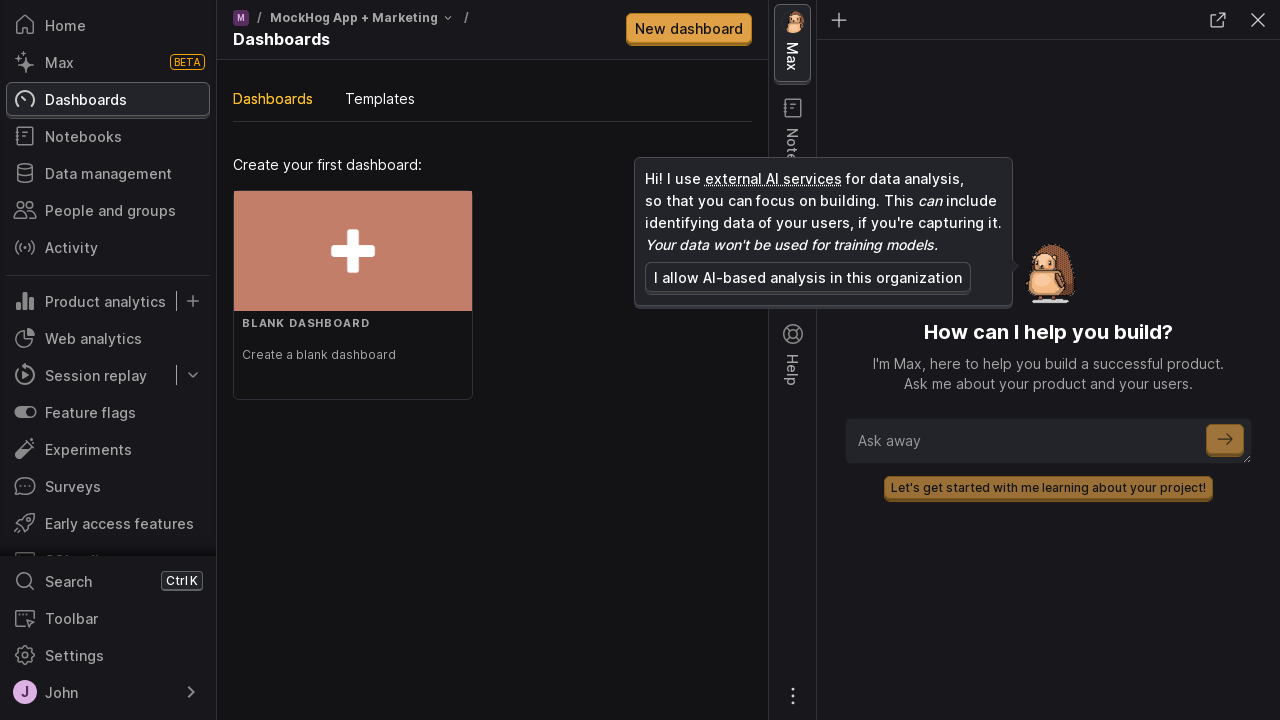 Home
Max
BETA
Dashboards
Notebooks
Data management
People and groups
Activity
Product analytics
Web analytics
Session replay
Feature flags
Experiments
Surveys
Early access features
Search
Ctrl K
Toolbar
Settings
J
John
M / MockHog App + Marketing /
Dashboards
New dashboard
Dashboards
Templates
Create your first dashboard:
BLANK DASHBOARD
Create a blank dashboard
Max
Note
Help
Hi! I use external AI services for data analysis,
so that you can focus on building. This can include
identifying data of your users, if you're capturing it.
Your data won't be used for training models.
I allow AI-based analysis in this organization
How can I help you build?
I'm Max, here to help you build a successful product.
Ask me about your product and your users.
Ask away
Let's get started with me learning about your project!